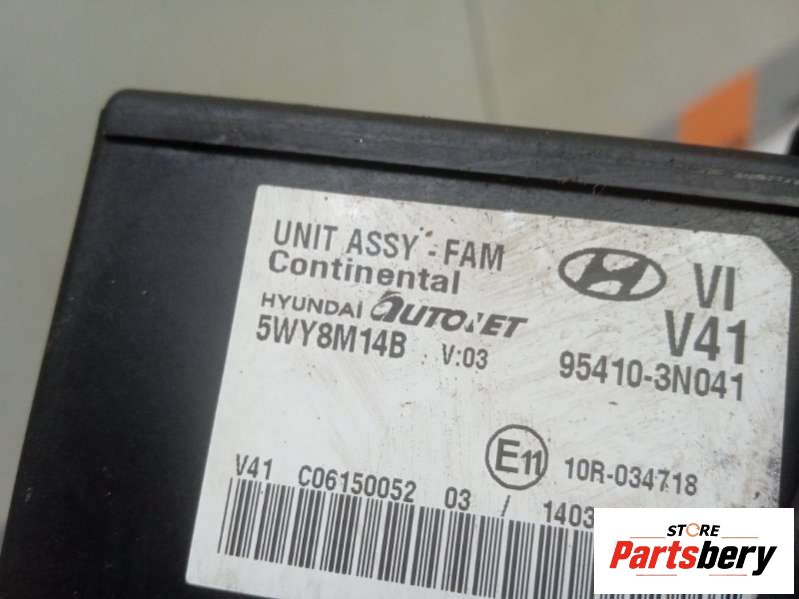 UNIT ASSY - FAM
Continental
HYUNDAI AUTONET
5WY8M14B V:03
VI
V41
95410-3N041
E11 10R-034718
V41 C06150052 03 / 1403
STORE
Partsbery